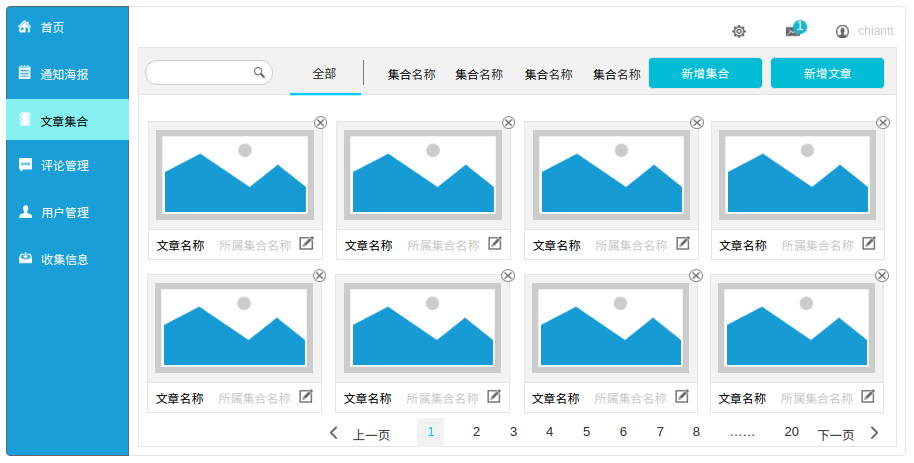 首页
通知海报
文章集合
评论管理
用户管理
收集信息
1
chiantt
全部
集合名称 集合名称 集合名称 集合名称
新增集合 新增文章
文章名称 所属集合名称
文章名称 所属集合名称
文章名称 所属集合名称
文章名称 所属集合名称
文章名称 所属集合名称
文章名称 所属集合名称
文章名称 所属集合名称
文章名称 所属集合名称
上一页 1 2 3 4 5 6 7 8 …… 20 下一页